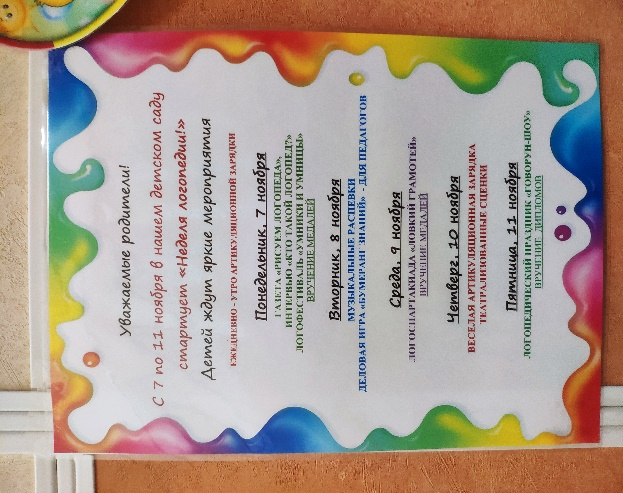 Уважаемые родители!
С 7 по 11 ноября в нашем детском саду
стартует «Неделя логопедии!»
Детей ждут яркие мероприятия
ЕЖЕДНЕВНО - УТРО АРТИКУЛЯЦИОННОЙ ЗАРЯДКИ
Понедельник, 7 ноября
ГАЗЕТА «РИСУЕМ ЛОГОПЕДА»,
ИНТЕРВЬЮ «КТО ТАКОЙ ЛОГОПЕД?»
ЛОГОФЕСТИВАЛЬ «УМНИКИ И УМНИЦЫ»
ВРУЧЕНИЕ МЕДАЛЕЙ
Вторник, 8 ноября
МУЗЫКАЛЬНЫЕ РАСПЕВКИ
ДЕЛОВАЯ ИГРА «БУМЕРАНГ ЗНАНИЙ» - ДЛЯ ПЕДАГОГОВ
Среда, 9 ноября
ЛОГОСПАРТАКИАДА «ЛОВКИЙ ГРАМОТЕЙ»
ВРУЧЕНИЕ МЕДАЛЕЙ
Четверг, 10 ноября
ВЕСЕЛАЯ АРТИКУЛЯЦИОННАЯ ЗАРЯДКА
ТЕАТРАЛИЗОВАННЫЕ СЦЕНКИ
Пятница, 11 ноября
ЛОГОПЕДИЧЕСКИЙ ПРАЗДНИК «ГОВОРУН-ШОУ»
ВРУЧЕНИЕ ДИПЛОМОВ